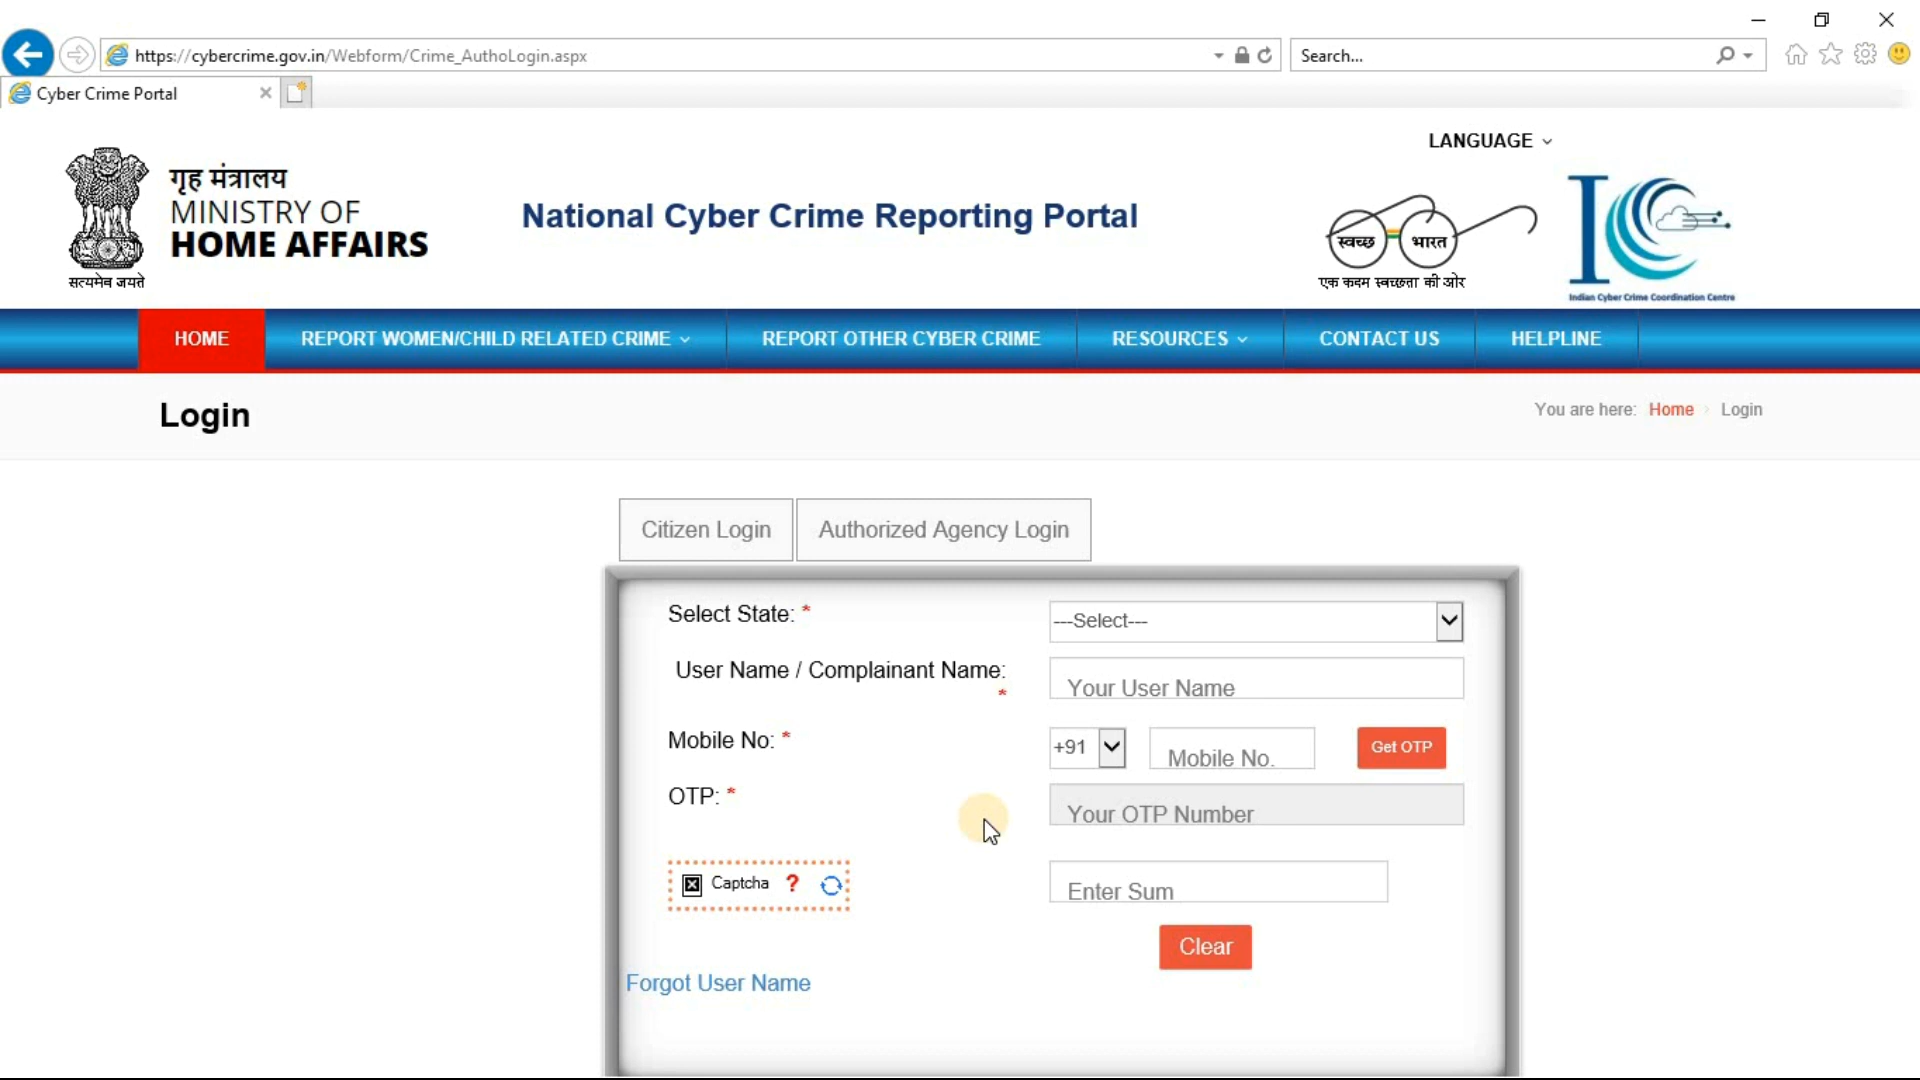 https://cybercrime.gov.in/Webform/Crime_AuthoLogin.aspx
Search...
Cyber Crime Portal
LANGUAGE
गृह मंत्रालय
MINISTRY OF
HOME AFFAIRS
सत्यमेव जयते
National Cyber Crime Reporting Portal
स्वच्छ भारत
एक कदम स्वच्छता की ओर
Indian Cyber Crime Coordination Centre
HOME REPORT WOMEN/CHILD RELATED CRIME REPORT OTHER CYBER CRIME RESOURCES CONTACT US HELPLINE
Login
You are here: Home Login
Citizen Login Authorized Agency Login
Select State: * ---Select---
User Name / Complainant Name: * Your User Name
Mobile No: * +91 Mobile No. Get OTP
OTP: * Your OTP Number
Captcha ? Enter Sum
Clear
Forgot User Name